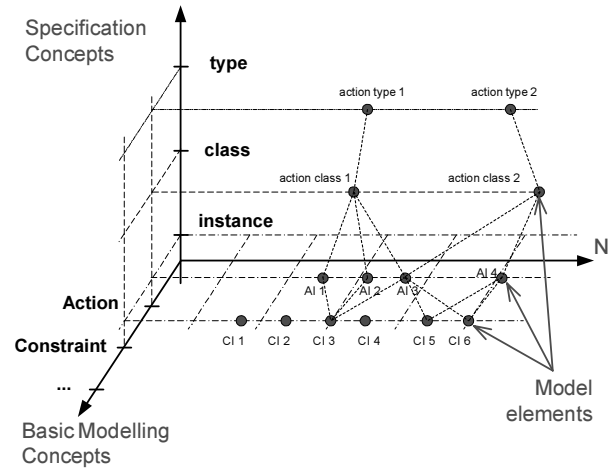 Specification
Concepts
type
action type 1
action type 2
class
action class 1
action class 2
instance
N
AI 1
AI 2
AI 3
AI 4
Action
Constraint
CI 1
CI 2
CI 3
CI 4
CI 5
CI 6
...
Model
elements
Basic Modelling
Concepts